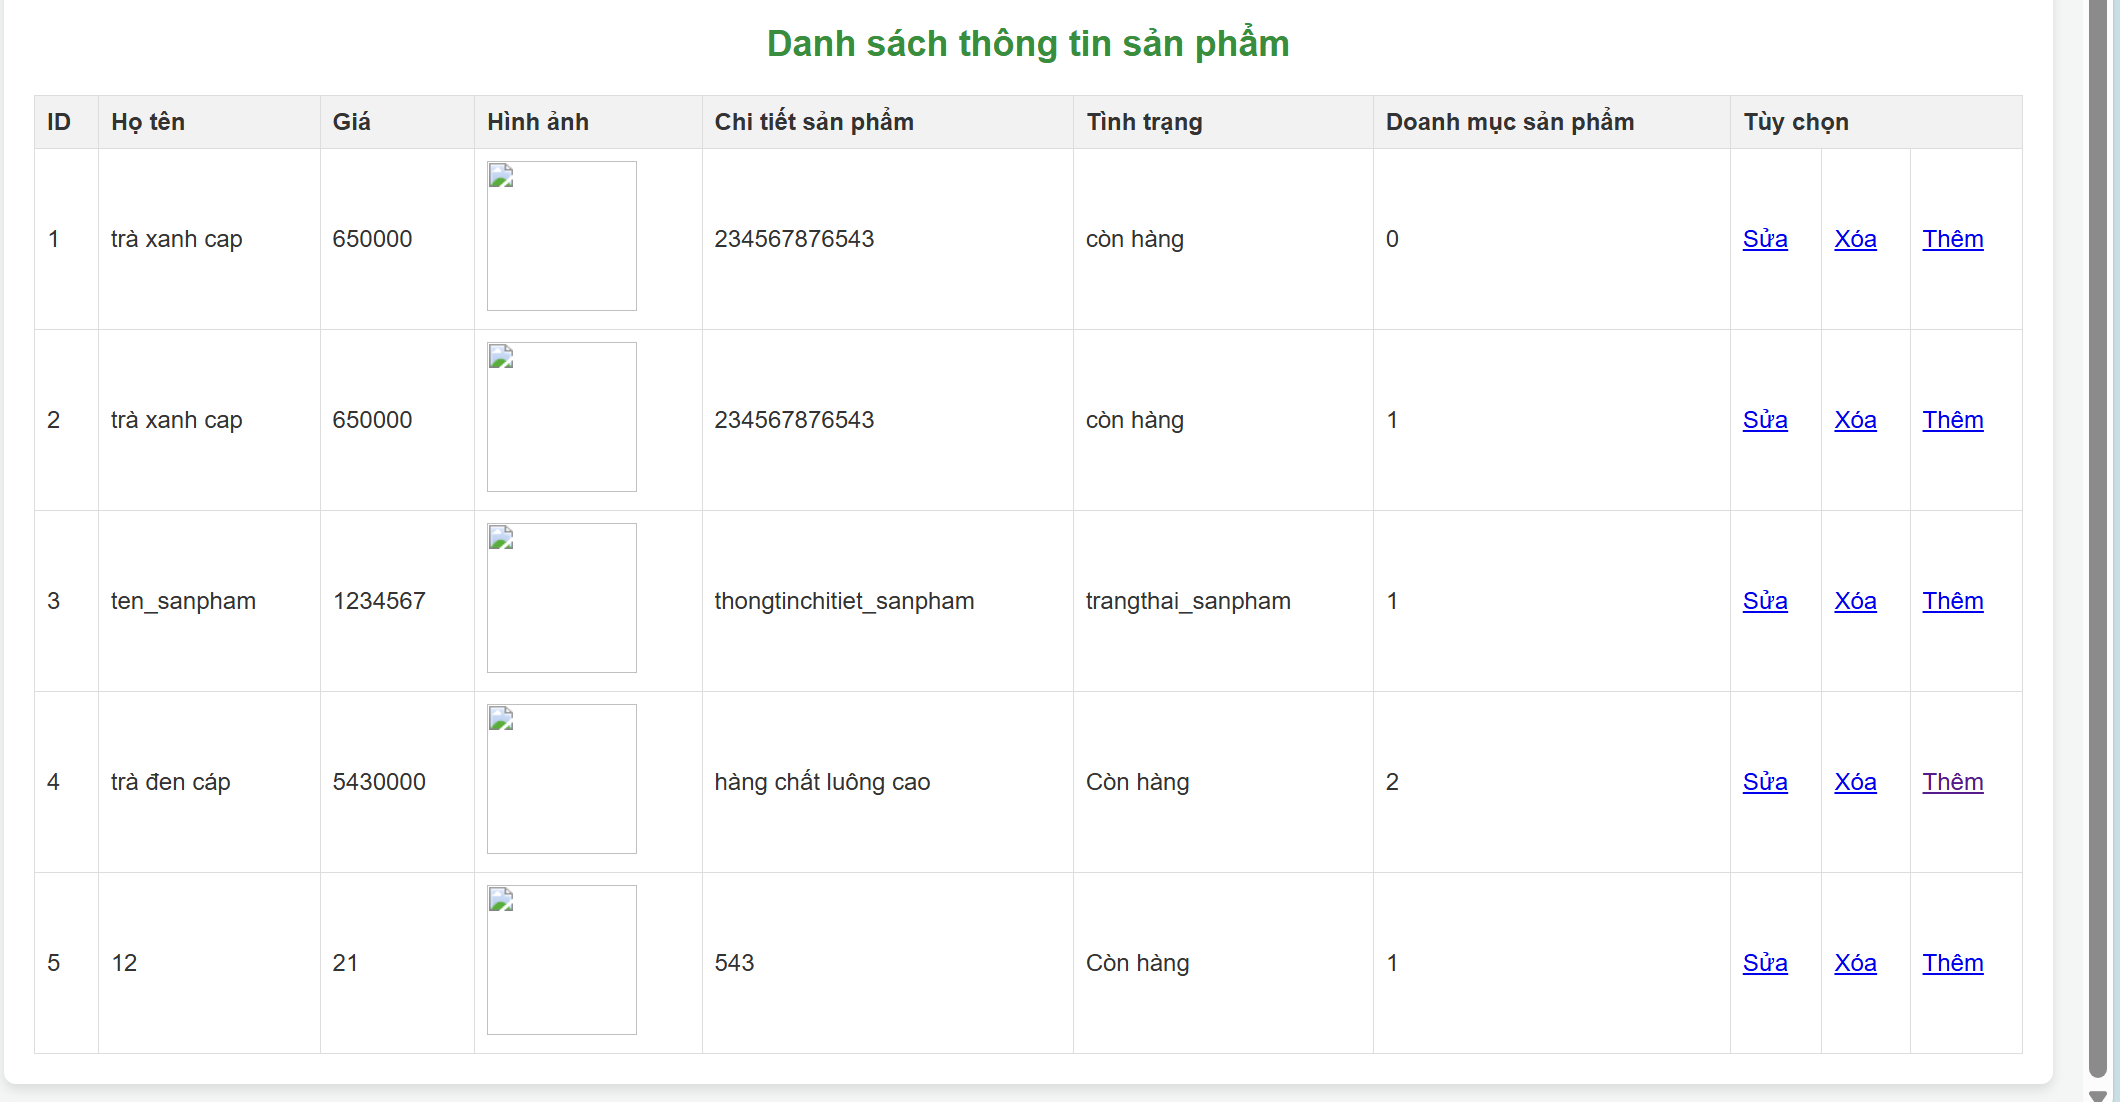 Danh sách thông tin sản phẩm
ID Họ tên Giá Hình ảnh Chi tiết sản phẩm Tình trạng Doanh mục sản phẩm Tùy chọn
1 trà xanh cap 650000 234567876543 còn hàng 0 Sửa Xóa Thêm
2 trà xanh cap 650000 234567876543 còn hàng 1 Sửa Xóa Thêm
3 ten_sanpham 1234567 thongtinchitiet_sanpham trangthai_sanpham 1 Sửa Xóa Thêm
4 trà đen cáp 5430000 hàng chất luông cao Còn hàng 2 Sửa Xóa Thêm
5 12 21 543 Còn hàng 1 Sửa Xóa Thêm